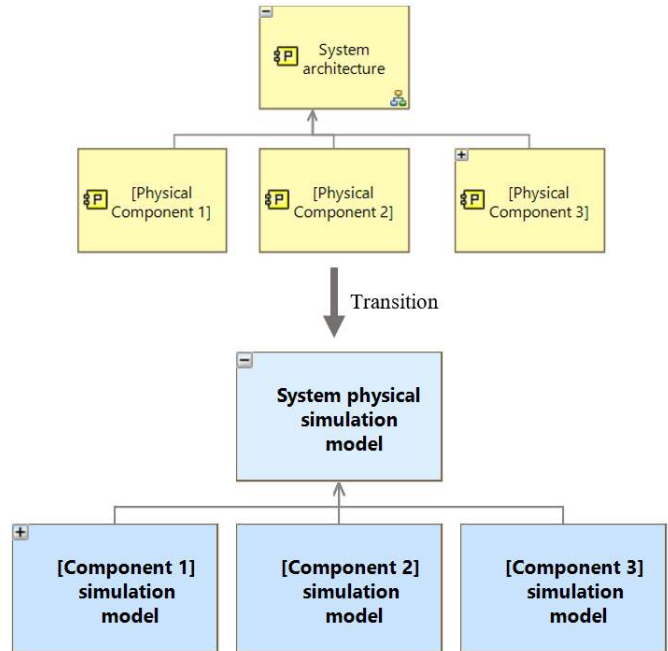 System
architecture
[Physical
Component 1]
[Physical
Component 2]
[Physical
Component 3]
Transition
System physical
simulation
model
[Component 1]
simulation
model
[Component 2]
simulation
model
[Component 3]
simulation
model